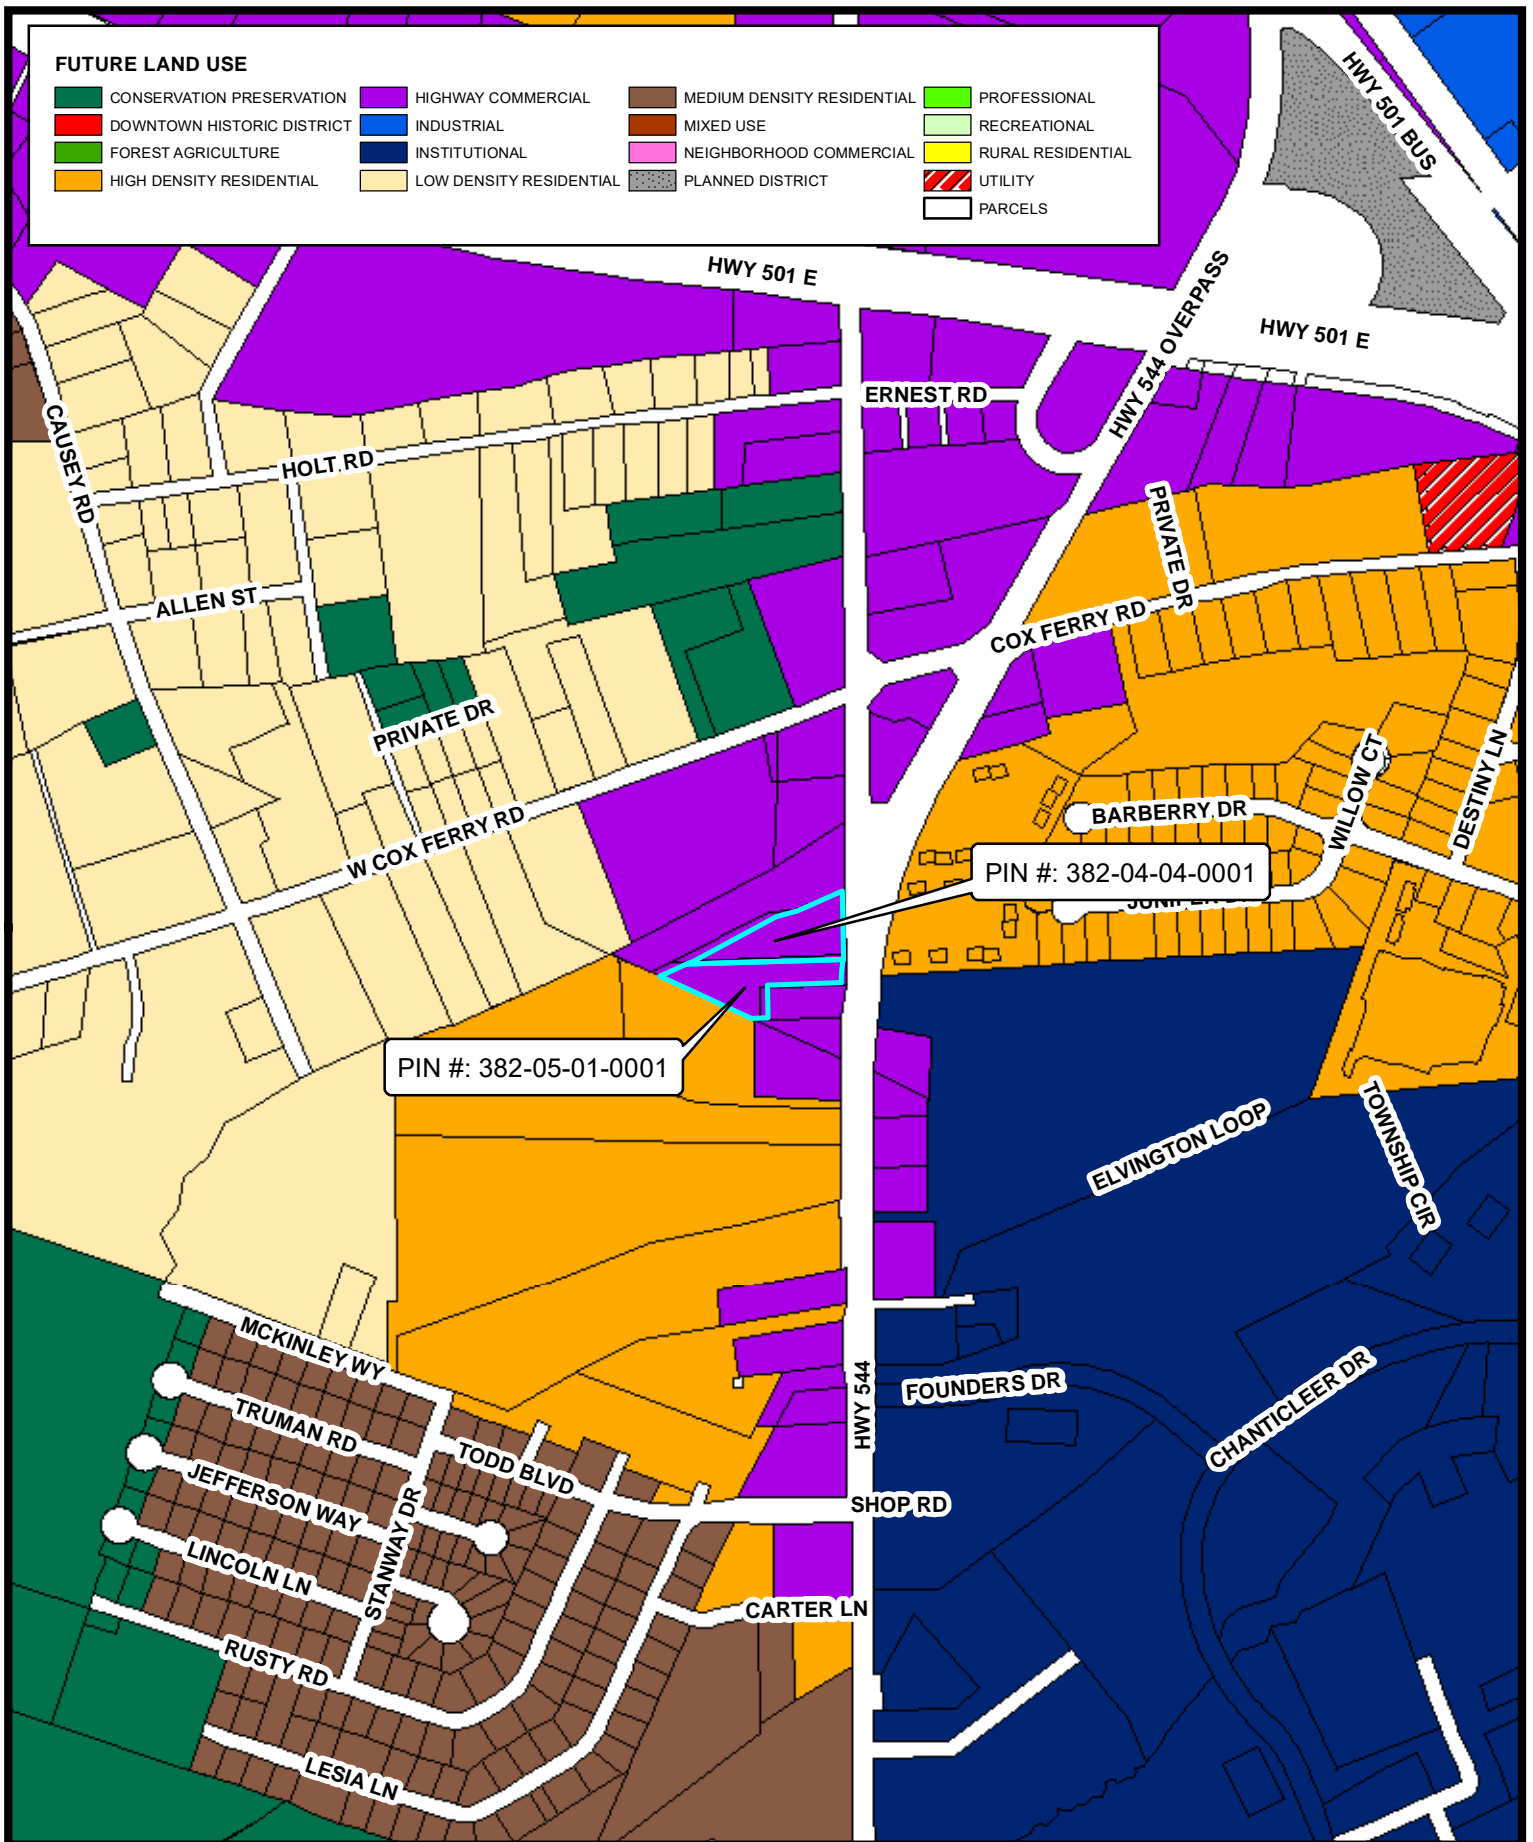 FUTURE LAND USE
CONSERVATION PRESERVATION
DOWNTOWN HISTORIC DISTRICT
FOREST AGRICULTURE
HIGH DENSITY RESIDENTIAL
HIGHWAY COMMERCIAL
INDUSTRIAL
INSTITUTIONAL
LOW DENSITY RESIDENTIAL
MEDIUM DENSITY RESIDENTIAL
MIXED USE
NEIGHBORHOOD COMMERCIAL
PLANNED DISTRICT
PROFESSIONAL
RECREATIONAL
RURAL RESIDENTIAL
UTILITY
PARCELS
HWY 501 BUS
HWY 501 E
HWY 501 E
HWY 544 OVERPASS
ERNEST RD
CAUSEY RD
HOLT RD
PRIVATE DR
ALLEN ST
COX FERRY RD
PRIVATE DR
WILLOW CT
DESTINY LN
BARBERRY DR
W COX FERRY RD
PIN #: 382-04-04-0001
PIN #: 382-05-01-0001
TOWNSHIP CIR
ELVINGTON LOOP
MCKINLEY WY
FOUNDERS DR
HWY 544
CHANTICLEER DR
TRUMAN RD
TODD BLVD
JEFFERSON WAY
SHOP RD
STANWAY DR
LINCOLN LN
CARTER LN
RUSTY RD
LESIA LN